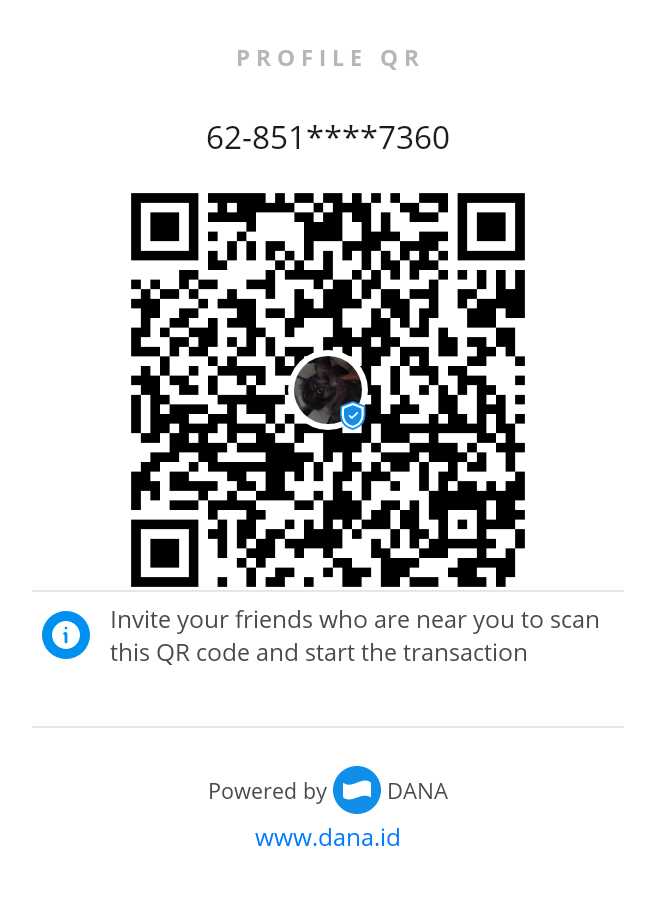 PROFILE QR
62-851****7360
Invite your friends who are near you to scan
this QR code and start the transaction
Powered by DANA
www.dana.id